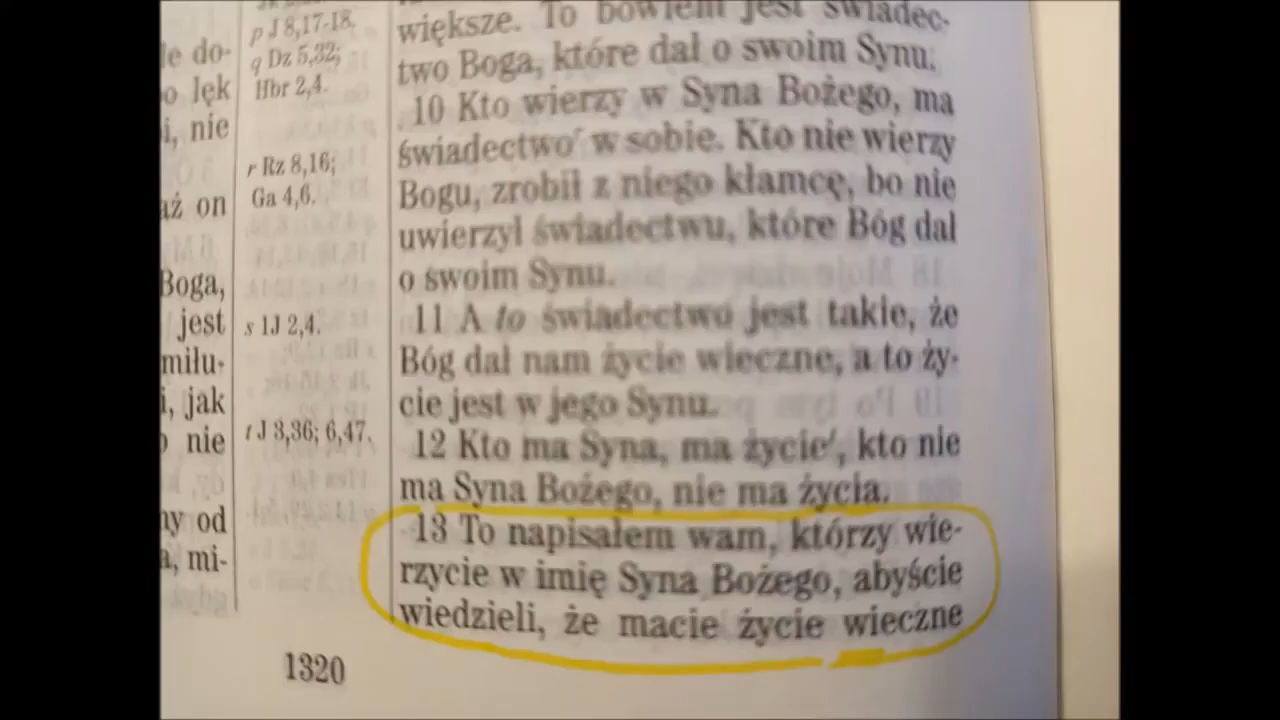 le do-
o lęk
i, nie
aż on
Boga,
jest
miłu-
i, jak
o nie
ny od
a, mi-
p J 8,17-18.
q Dz 5,32;
Hbr 2,4.
r Rz 8,16;
Ga 4,6.
s 1J 2,4.
t J 3,36; 6,47.
większe. To bowiem jest świadec-
two Boga, które dał o swoim Synu.
10 Kto wierzy w Syna Bożego, ma
świadectwoʳ w sobie. Kto nie wierzy
Bogu, zrobił z niego kłamcę, bo nie
uwierzył świadectwu, które Bóg dał
o swoim Synu.
11 A to świadectwo jest takie, że
Bóg dał nam życie wieczne, a to ży-
cie jest w jego Synu.
12 Kto ma Syna, ma życieᵗ, kto nie
ma Syna Bożego, nie ma życia.
13 To napisałem wam, którzy wie-
rzycie w imię Syna Bożego, abyście
wiedzieli, że macie życie wieczne
1320